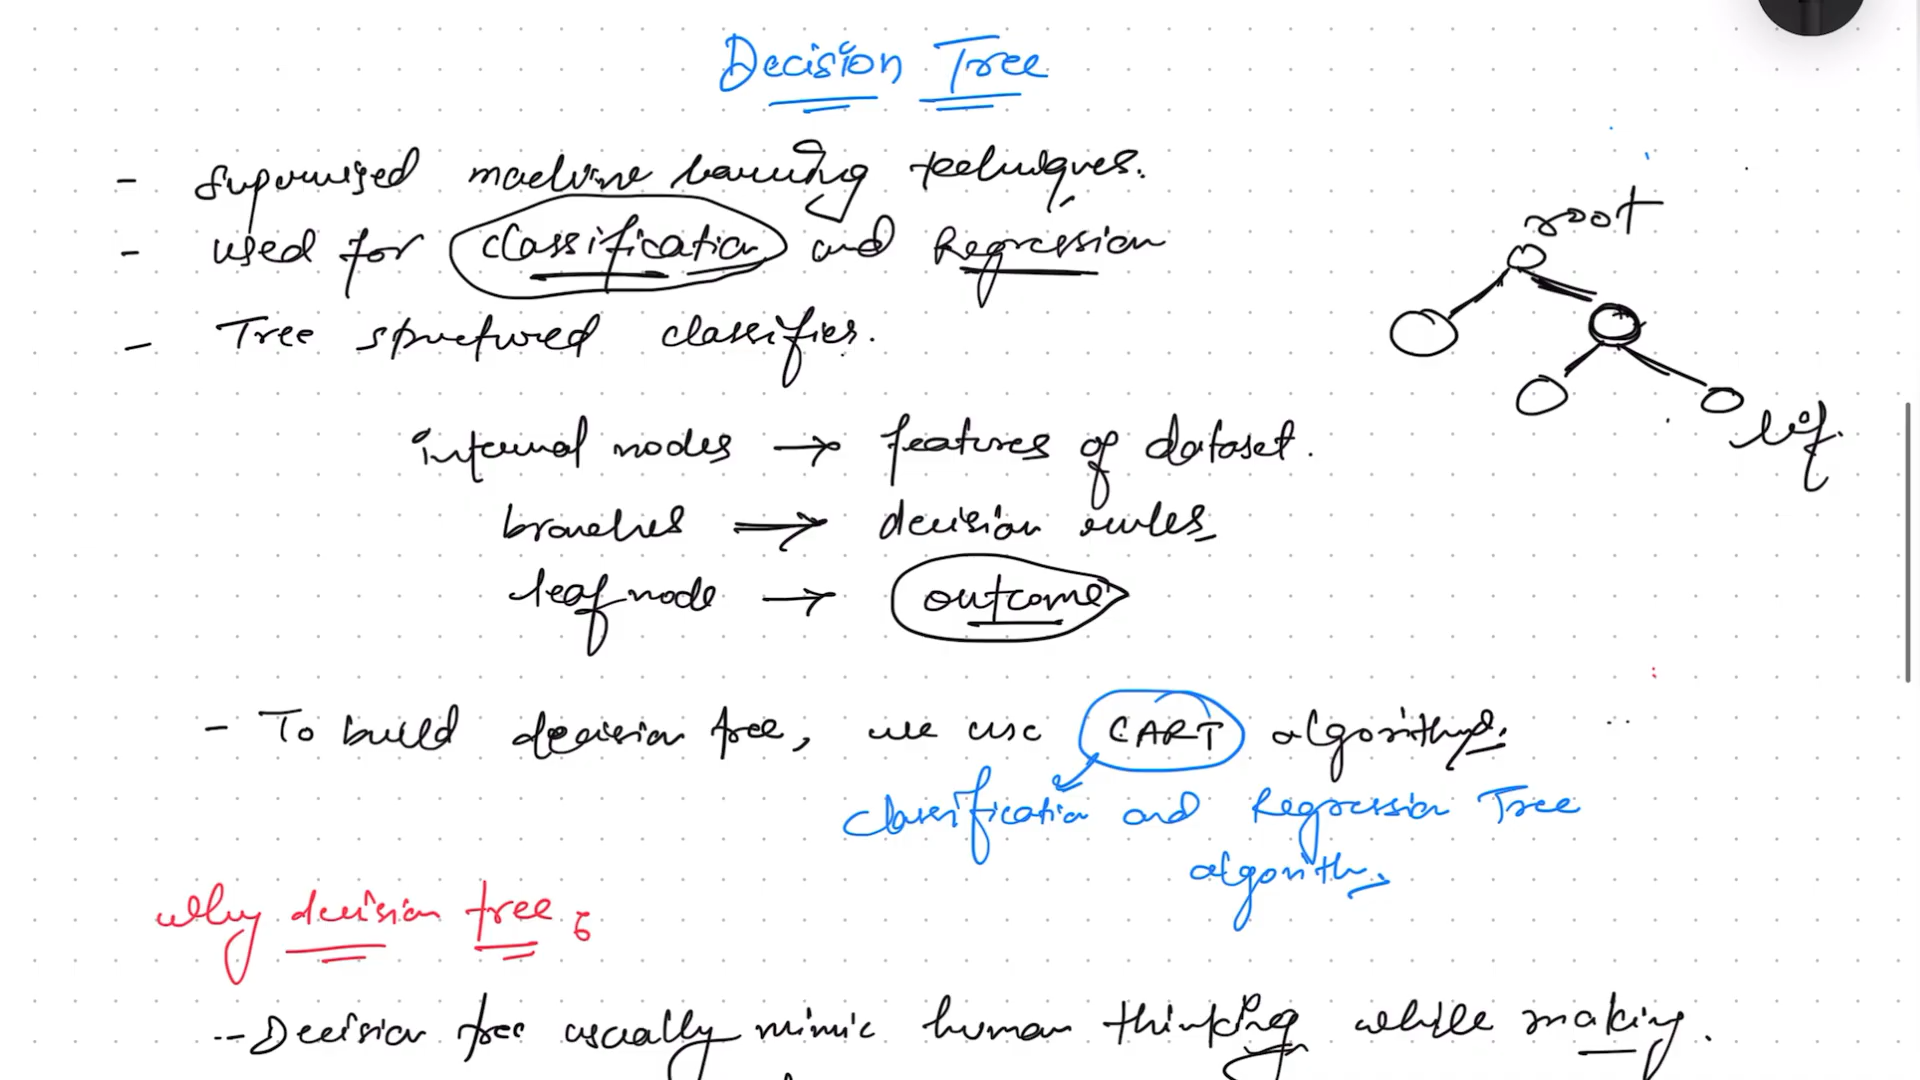 Decision Tree
- Supervised machine learning techniques.
- used for classification and Regression
- Tree structured classifier.
root
leaf.
internal nodes → features of dataset.
branches ⟹ decision rules
leaf node → outcome
- To build decision tree, we use CART algorithm.
Classification and Regression Tree
algorithm.
Why decision tree :
- Decision tree usually mimic human thinking while making